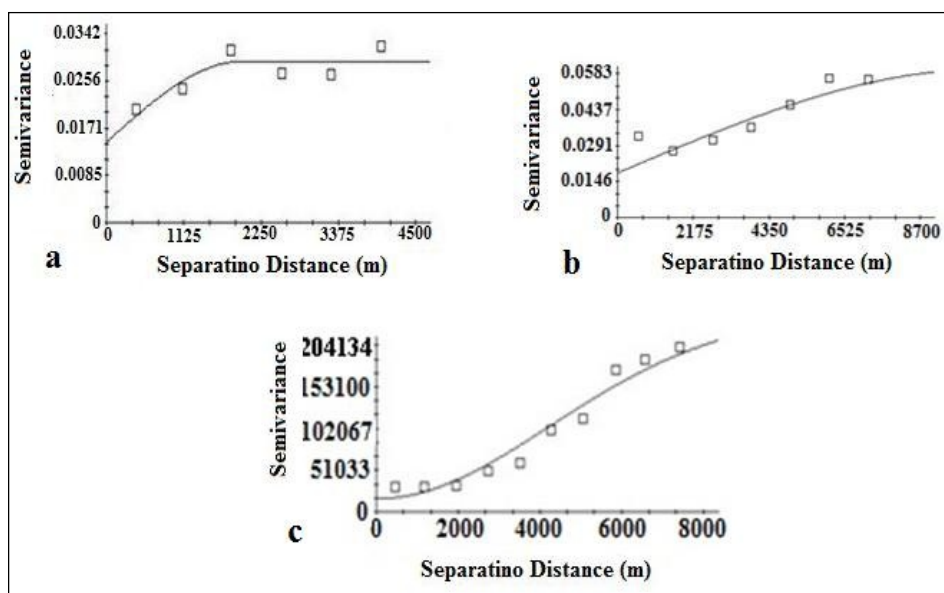 0.0342
0.0256
0.0171
0.0085
0
Semivariance
0 1125 2250 3375 4500
a
Separatino Distance (m)
0.0583
0.0437
0.0291
0.0146
0
Semivariance
0 2175 4350 6525 8700
b
Separatino Distance (m)
204134
153100
102067
51033
0
Semivariance
0 2000 4000 6000 8000
c
Separatino Distance (m)